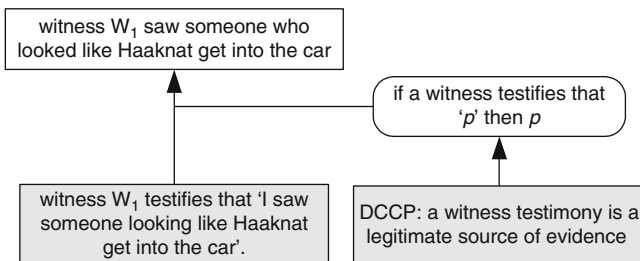 witness W₁ saw someone who
looked like Haaknat get into the car
if a witness testifies that
'p' then p
witness W₁ testifies that 'I saw
someone looking like Haaknat
get into the car'.
DCCP: a witness testimony is a
legitimate source of evidence